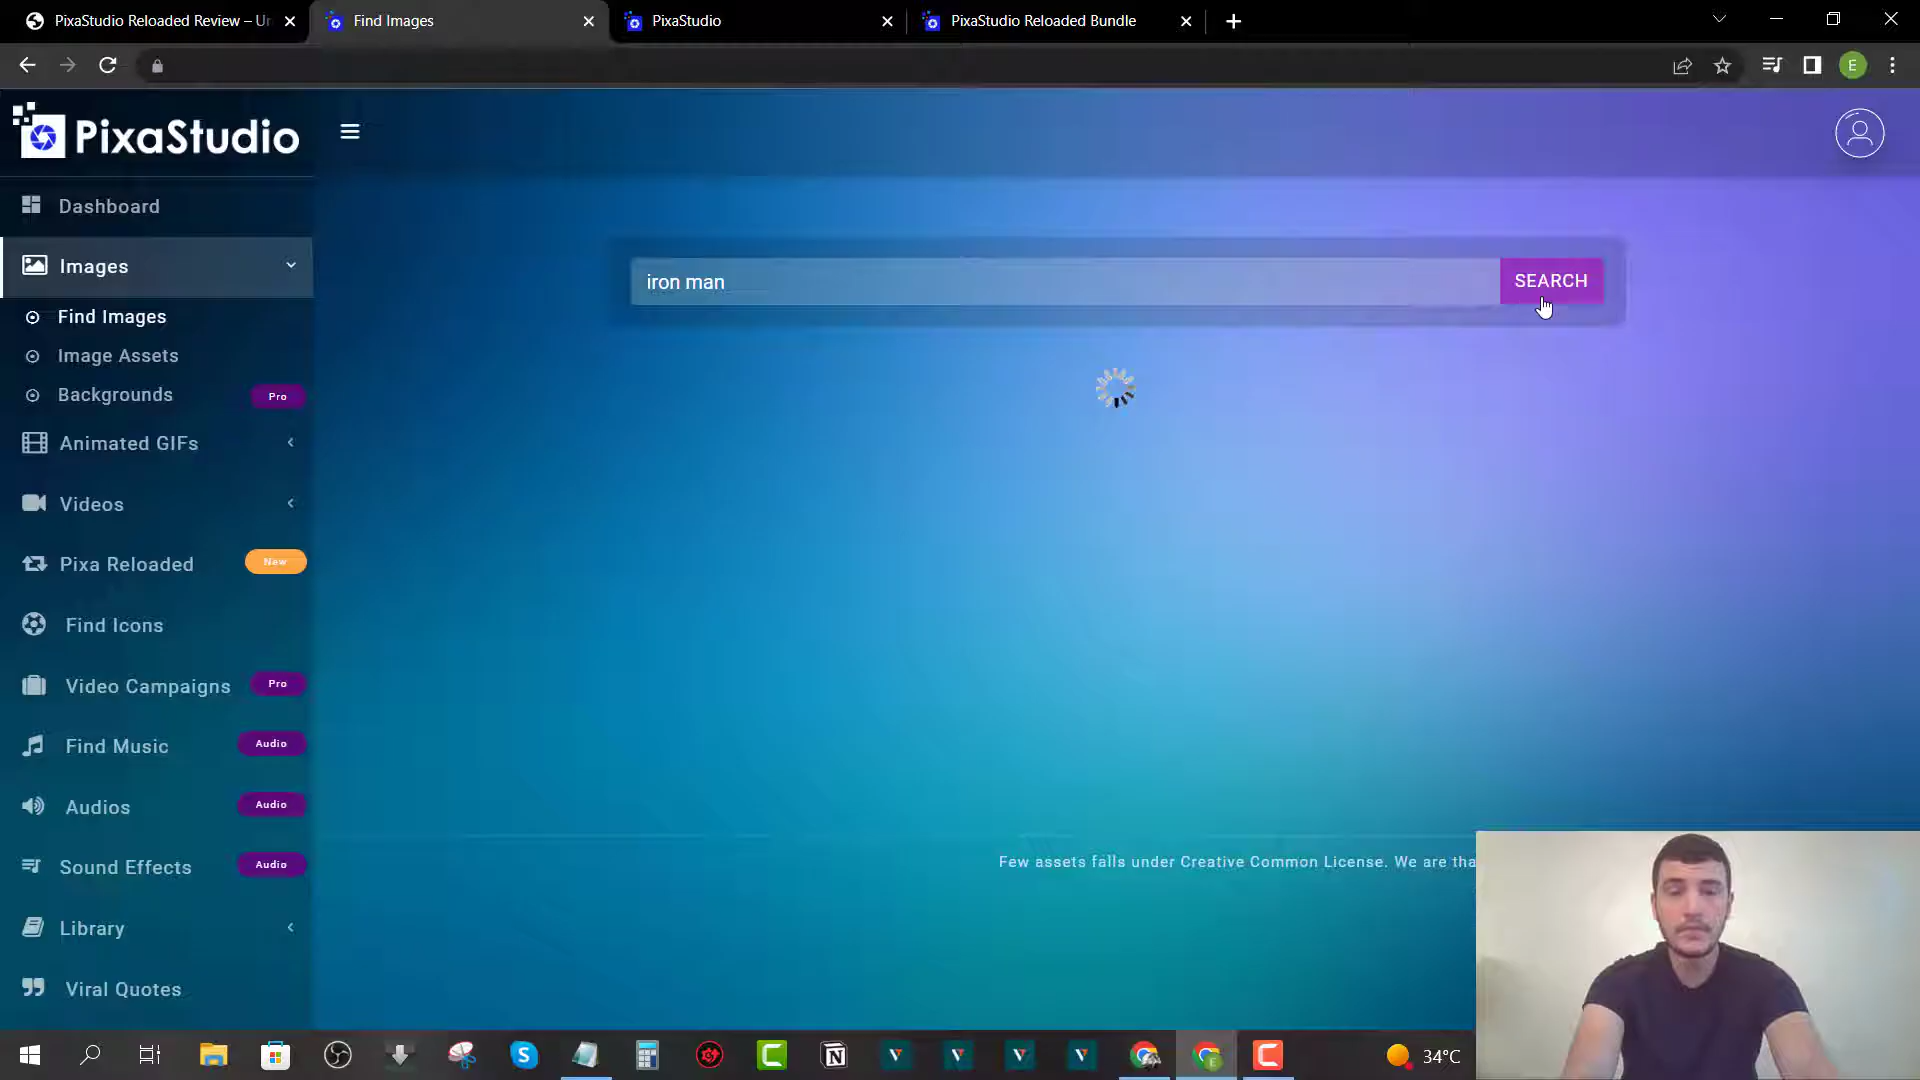 PixaStudio Reloaded Review – Un
Find Images
PixaStudio
PixaStudio Reloaded Bundle
E
PixaStudio
Dashboard
Images
Find Images
Image Assets
Backgrounds
Pro
Animated GIFs
Videos
Pixa Reloaded
New
Find Icons
Video Campaigns
Pro
Find Music
Audio
Audios
Audio
Sound Effects
Audio
Library
Viral Quotes
iron man
SEARCH
Few assets falls under Creative Common License. We are tha
34°C